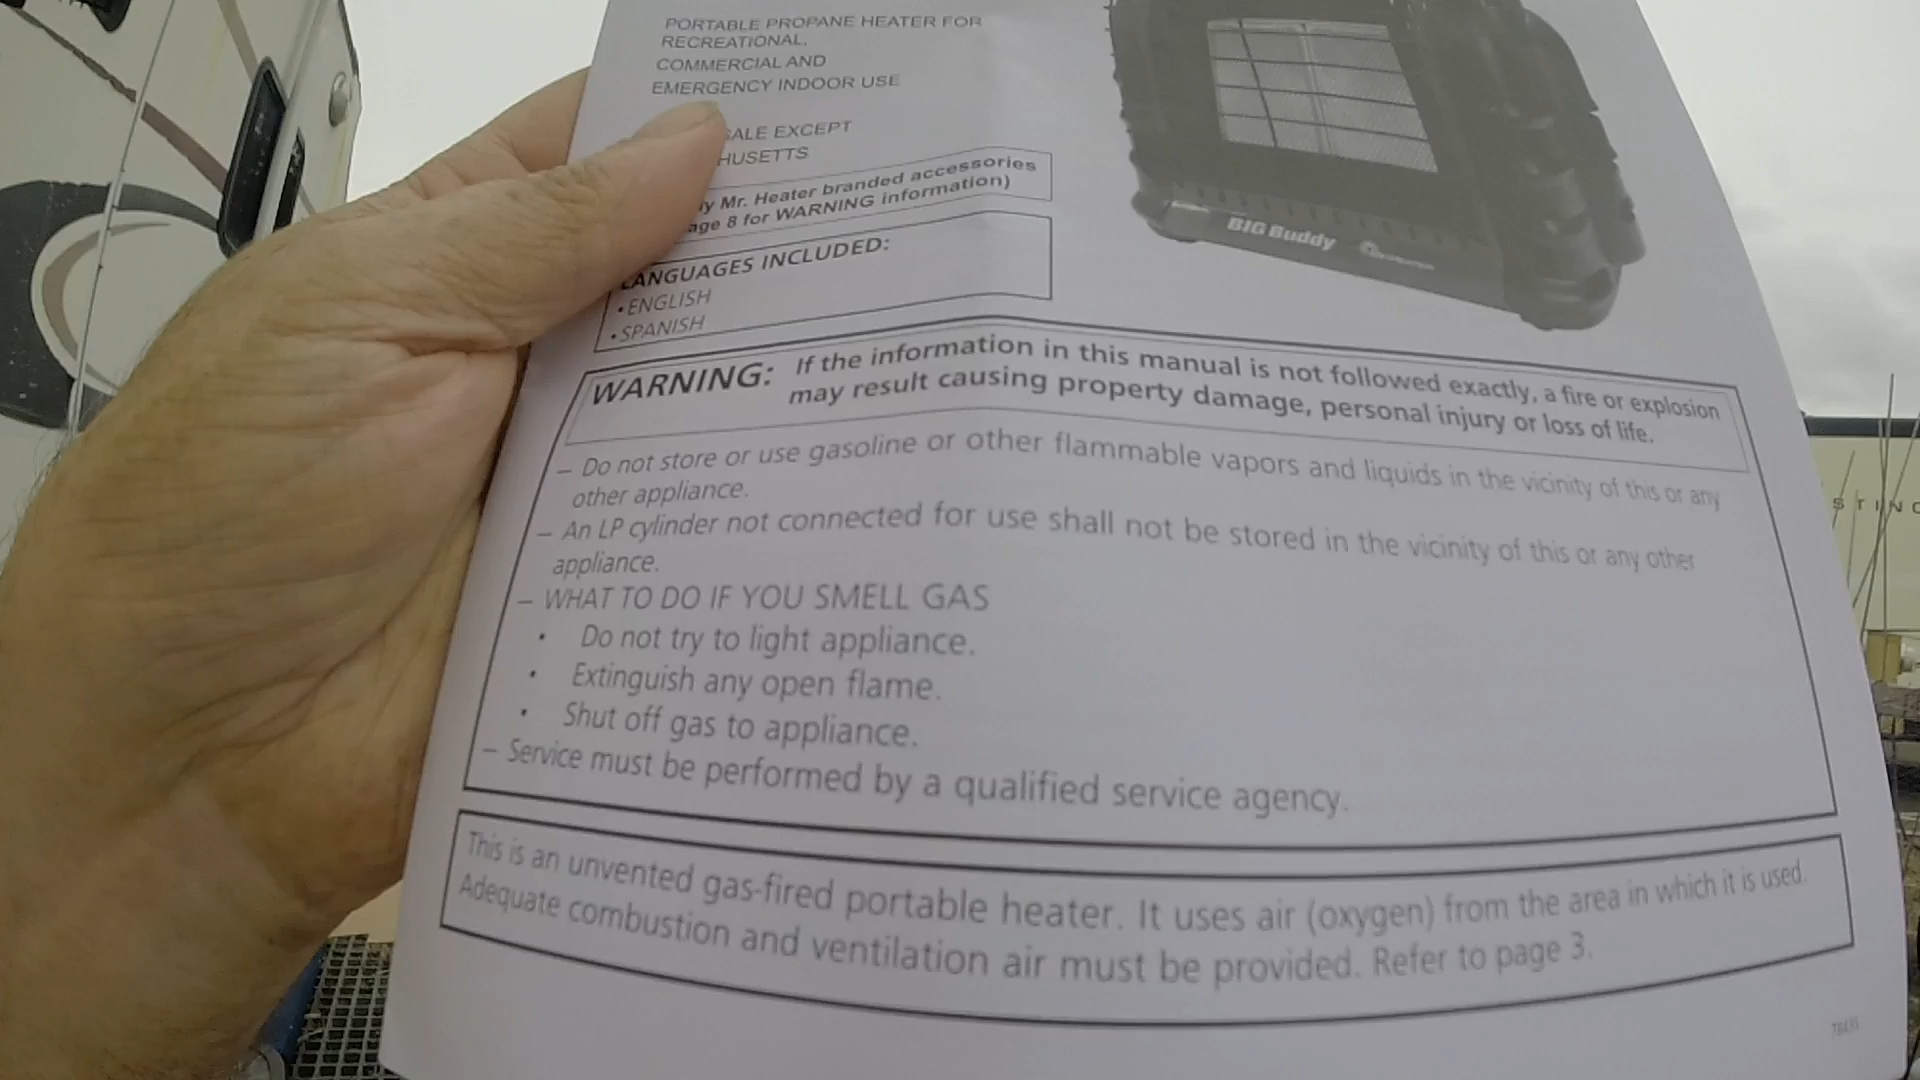 PORTABLE PROPANE HEATER FOR
RECREATIONAL,
COMMERCIAL AND
EMERGENCY INDOOR USE
ALE EXCEPT
HUSETTS
y Mr. Heater branded accessories
age 8 for WARNING information)
LANGUAGES INCLUDED:
• ENGLISH
• SPANISH
BIG Buddy
WARNING: If the information in this manual is not followed exactly, a fire or explosion
may result causing property damage, personal injury or loss of life.
– Do not store or use gasoline or other flammable vapors and liquids in the vicinity of this or any
other appliance.
– An LP cylinder not connected for use shall not be stored in the vicinity of this or any other
appliance.
– WHAT TO DO IF YOU SMELL GAS
• Do not try to light appliance.
• Extinguish any open flame.
• Shut off gas to appliance.
– Service must be performed by a qualified service agency.
This is an unvented gas-fired portable heater. It uses air (oxygen) from the area in which it is used.
Adequate combustion and ventilation air must be provided. Refer to page 3.
STINC